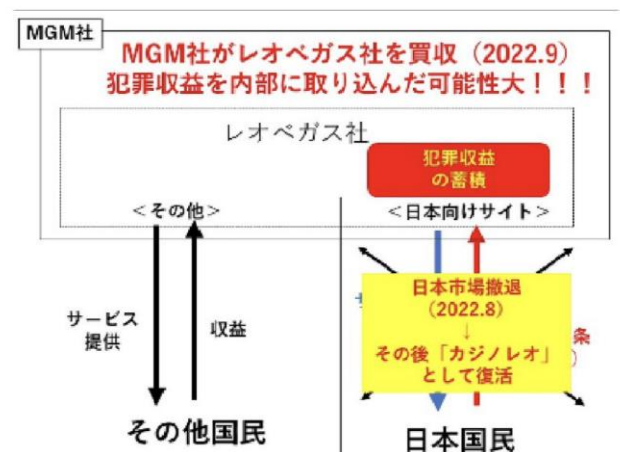 MGM社
MGM社がレオベガス社を買収（2022.9）
犯罪収益を内部に取り込んだ可能性大！！！
レオベガス社
犯罪収益
の蓄積
＜その他＞
＜日本向けサイト＞
サービス
提供
収益
日本市場撤退
（2022.8）
↓
その後「カジノレオ」
として復活
条
その他国民
日本国民